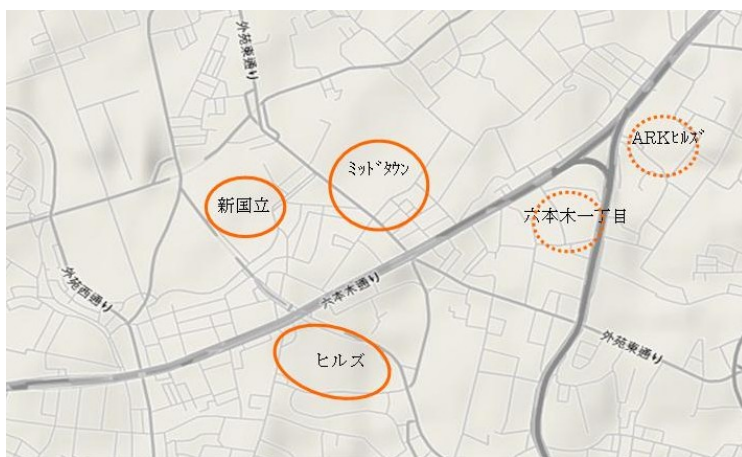 外苑東通り
ARKﾋﾙｽﾞ
ミッドタウン
新国立
六本木一丁目
外苑西通り
六本木通り
外苑東通り
ヒルズ